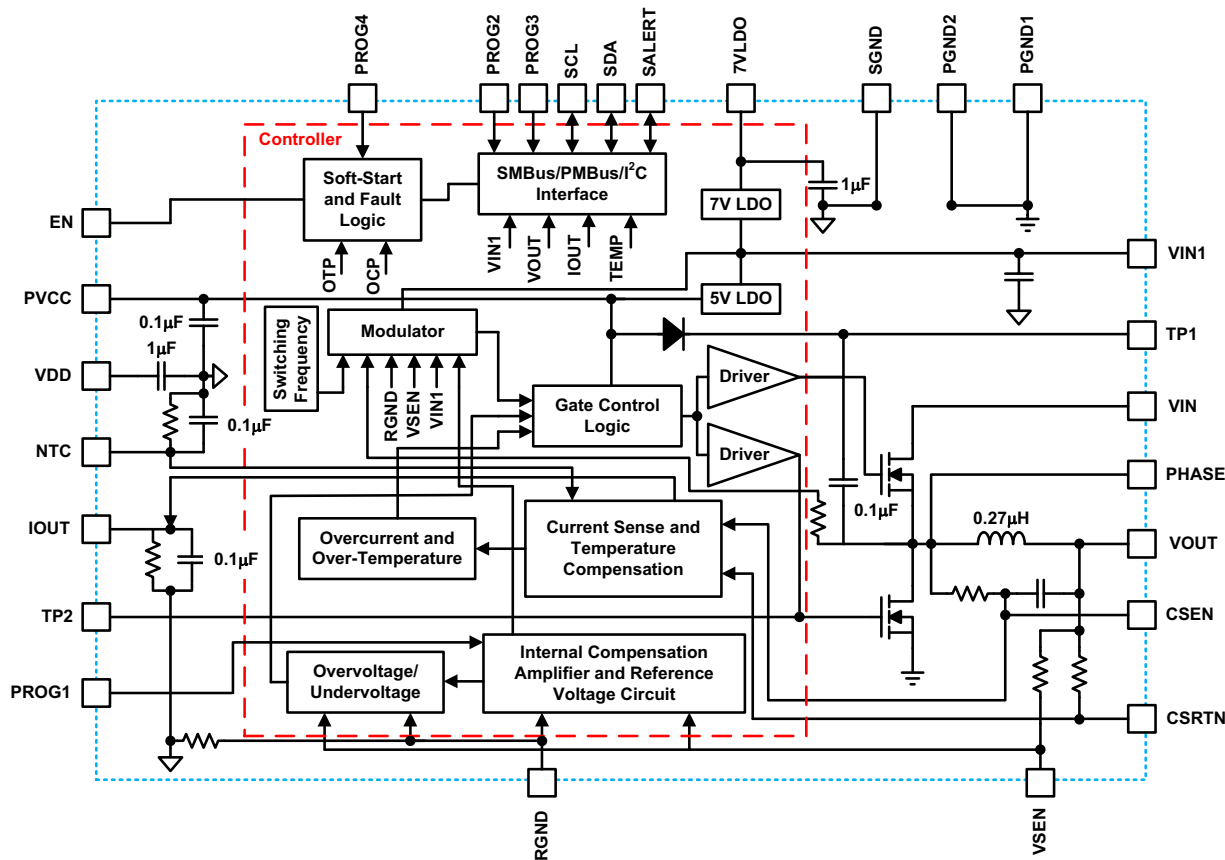 PROG4
PROG2
PROG3
SCL
SDA
SALERT
7VLDO
SGND
PGND2
PGND1
Controller
Soft-Start
and Fault
Logic
SMBus/PMBus/I²C
Interface
1µF
7V LDO
EN
VIN1
VOUT
IOUT
TEMP
OTP
OCP
VIN1
PVCC
5V LDO
0.1µF
Switching
Frequency
Modulator
TP1
1µF
VDD
RGND
VSEN
VIN1
Driver
VIN
0.1µF
Gate Control
Logic
NTC
Driver
PHASE
0.1µF
0.27µH
IOUT
0.1µF
Overcurrent and
Over-Temperature
Current Sense and
Temperature
Compensation
VOUT
TP2
CSEN
PROG1
Overvoltage/
Undervoltage
Internal Compensation
Amplifier and Reference
Voltage Circuit
CSRTN
RGND
VSEN